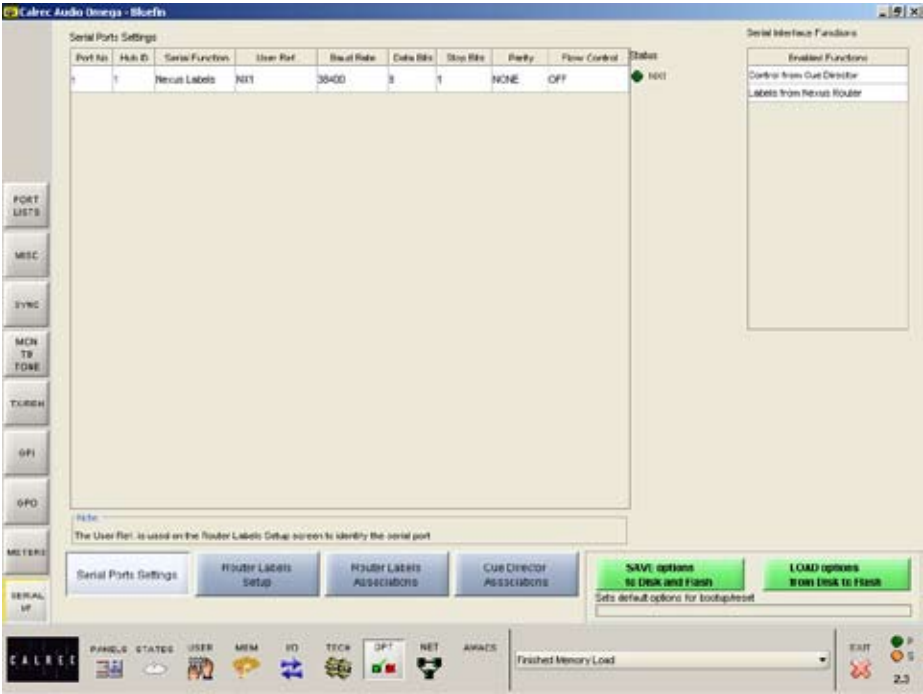 Calrec Audio Omega - Bluefin
Serial Ports Settings
Port No Hub ID Serial Function User Ref Baud Rate Data Bits Stop Bits Parity Flow Control
1 1 Nexus Labels NX1 38400 8 1 NONE OFF
Status
NX1
Serial Interface Functions
Enabled Functions
Control from Cue Director
Labels from Nexus Router
PORT
LISTS
MISC
SYNC
MCN
TB
TONE
TX/REH
GPI
GPO
METERS
SERIAL
I/F
Note:
The User Ref. is used on the Router Labels Setup screen to identify the serial port
Serial Ports Settings
Router Labels
Setup
Router Labels
Associations
Cue Director
Associations
SAVE options
to Disk and Flash
LOAD options
from Disk to Flash
Sets default options for bootup/reset
CALREC
PANELS STATES USER MEM I/O TECH OPT NET AWACS
Finished Memory Load
EXIT
P
S
2.3